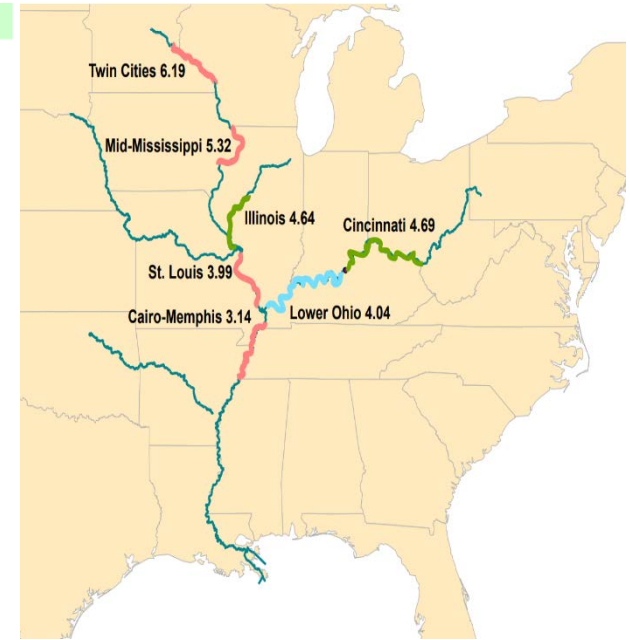 Twin Cities 6.19
Mid-Mississippi 5.32
Illinois 4.64
Cincinnati 4.69
St. Louis 3.99
Cairo-Memphis 3.14
Lower Ohio 4.04